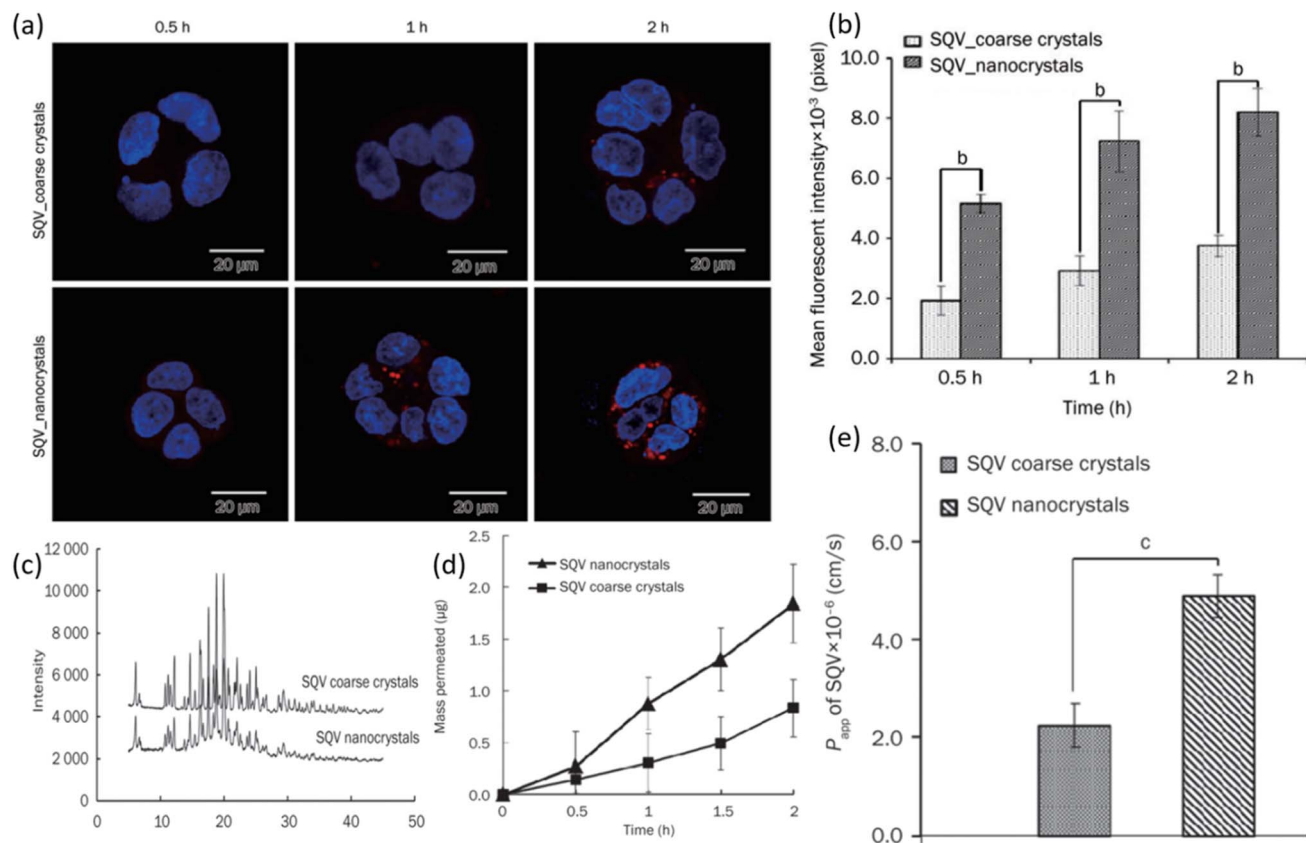 (a)
0.5 h
1 h
2 h
SQV_coarse crystals
20 μm
20 μm
20 μm
SQV_nanocrystals
20 μm
20 μm
20 μm
(b)
SQV_coarse crystals
SQV_nanocrystals
Mean fluorescent intensity×10⁻³ (pixel)
10.0
8.0
6.0
4.0
2.0
0.0
b
b
b
0.5 h
1 h
2 h
Time (h)
(c)
Intensity
12 000
10 000
8 000
6 000
4 000
2 000
0
SQV coarse crystals
SQV nanocrystals
0
10
20
30
40
50
(d)
SQV nanocrystals
SQV coarse crystals
Mass permeated (μg)
2.5
2.0
1.5
1.0
0.5
0.0
0
0.5
1
1.5
2
Time (h)
(e)
SQV coarse crystals
SQV nanocrystals
P_app of SQV×10⁻⁶ (cm/s)
8.0
6.0
4.0
2.0
0.0
c